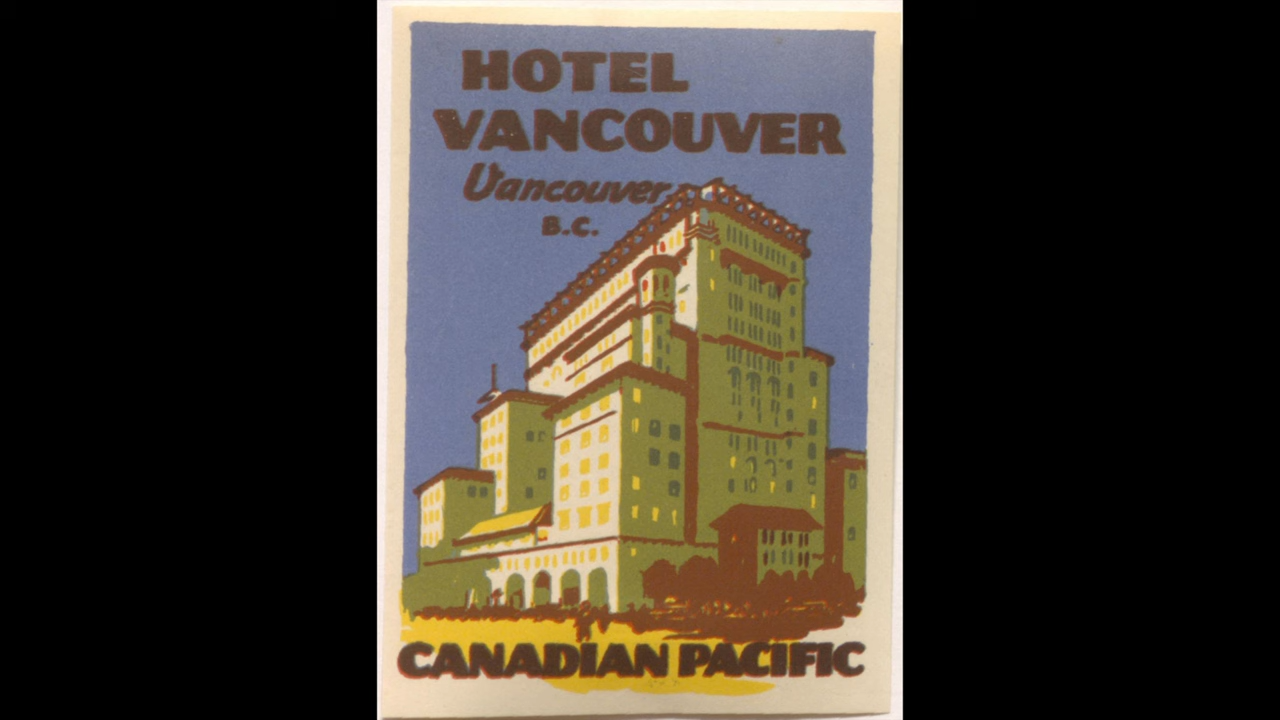 HOTEL
VANCOUVER
Vancouver
B.C.
CANADIAN PACIFIC